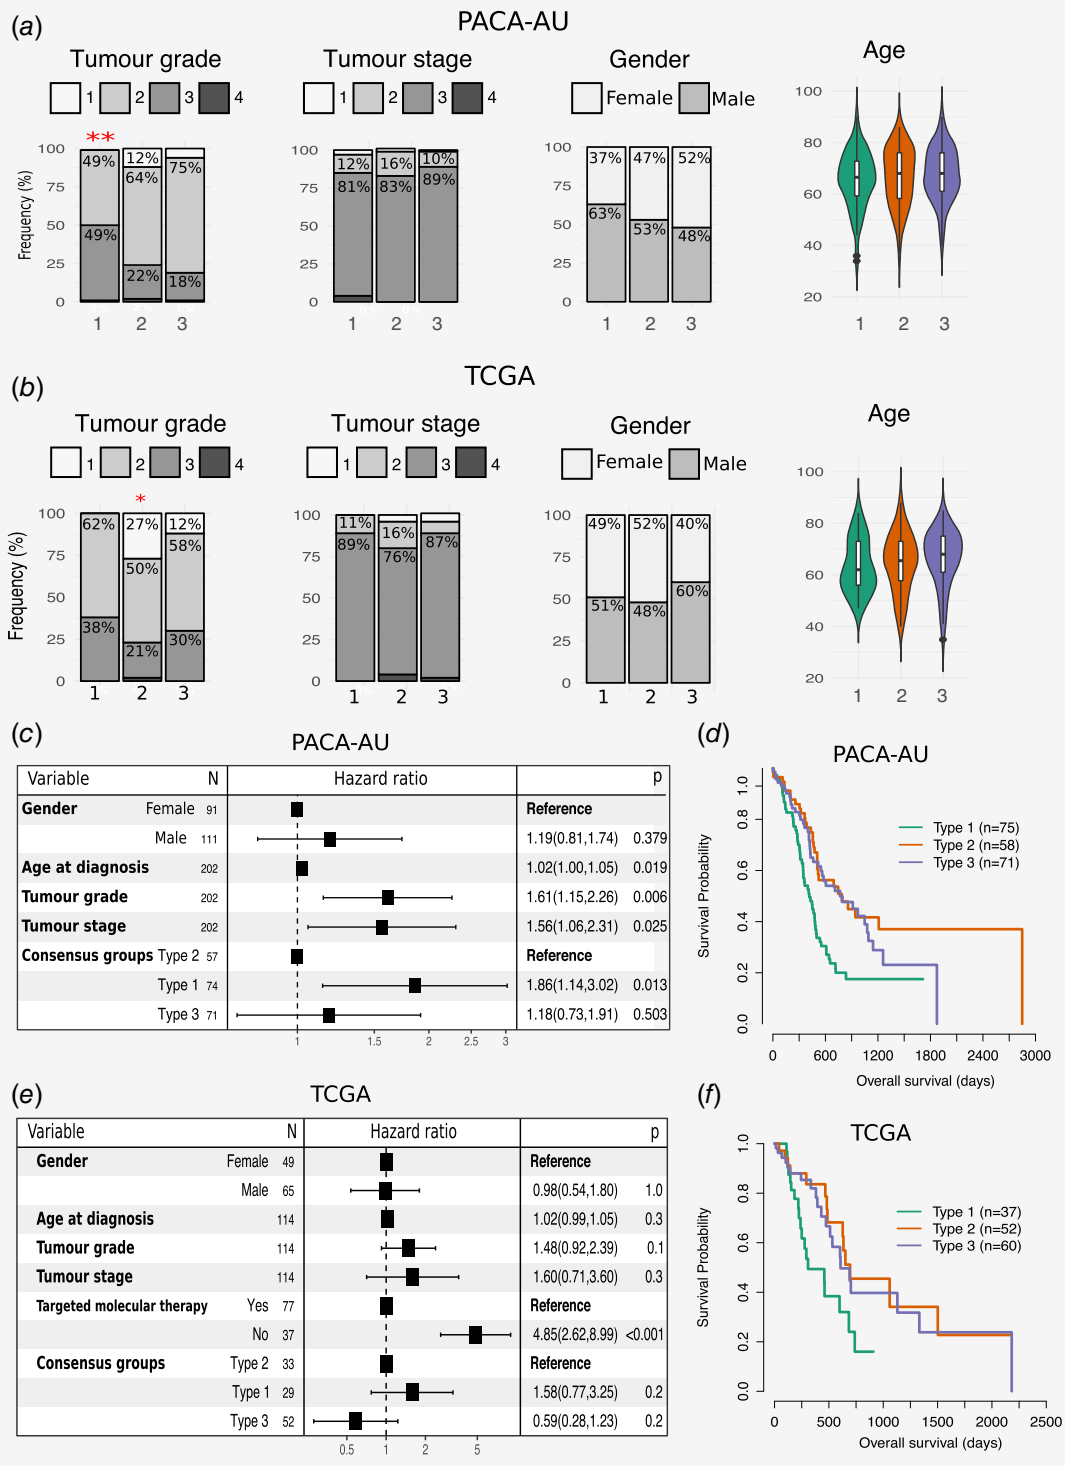 (a)
PACA-AU
Tumour grade
1 2 3 4
**
Frequency (%)
100
75
50
25
0
49%
49%
12%
64%
22%
75%
18%
1 2 3
Tumour stage
1 2 3 4
100
75
50
25
0
12%
81%
16%
83%
10%
89%
1 2 3
Gender
Female Male
100
75
50
25
0
37%
63%
47%
53%
52%
48%
1 2 3
Age
100
80
60
40
20
1 2 3
(b)
TCGA
Tumour grade
1 2 3 4
*
Frequency (%)
100
75
50
25
0
62%
38%
27%
50%
21%
12%
58%
30%
1 2 3
Tumour stage
1 2 3 4
100
75
50
25
0
11%
89%
16%
76%
87%
1 2 3
Gender
Female Male
100
75
50
25
0
49%
51%
52%
48%
40%
60%
1 2 3
Age
100
80
60
40
20
1 2 3
(c)
PACA-AU
Variable N Hazard ratio p
Gender Female 91 Reference
Male 111 1.19(0.81,1.74) 0.379
Age at diagnosis 202 1.02(1.00,1.05) 0.019
Tumour grade 202 1.61(1.15,2.26) 0.006
Tumour stage 202 1.56(1.06,2.31) 0.025
Consensus groups Type 2 57 Reference
Type 1 74 1.86(1.14,3.02) 0.013
Type 3 71 1.18(0.73,1.91) 0.503
1 1.5 2 2.5 3
(d)
PACA-AU
Survival Probability
1.0
0.8
0.6
0.4
0.2
0.0
Type 1 (n=75)
Type 2 (n=58)
Type 3 (n=71)
0 600 1200 1800 2400 3000
Overall survival (days)
(e)
TCGA
Variable N Hazard ratio p
Gender Female 49 Reference
Male 65 0.98(0.54,1.80) 1.0
Age at diagnosis 114 1.02(0.99,1.05) 0.3
Tumour grade 114 1.48(0.92,2.39) 0.1
Tumour stage 114 1.60(0.71,3.60) 0.3
Targeted molecular therapy Yes 77 Reference
No 37 4.85(2.62,8.99) <0.001
Consensus groups Type 2 33 Reference
Type 1 29 1.58(0.77,3.25) 0.2
Type 3 52 0.59(0.28,1.23) 0.2
0.5 1 2 5
(f)
TCGA
Survival Probability
1.0
0.8
0.6
0.4
0.2
0.0
Type 1 (n=37)
Type 2 (n=52)
Type 3 (n=60)
0 500 1000 1500 2000 2500
Overall survival (days)